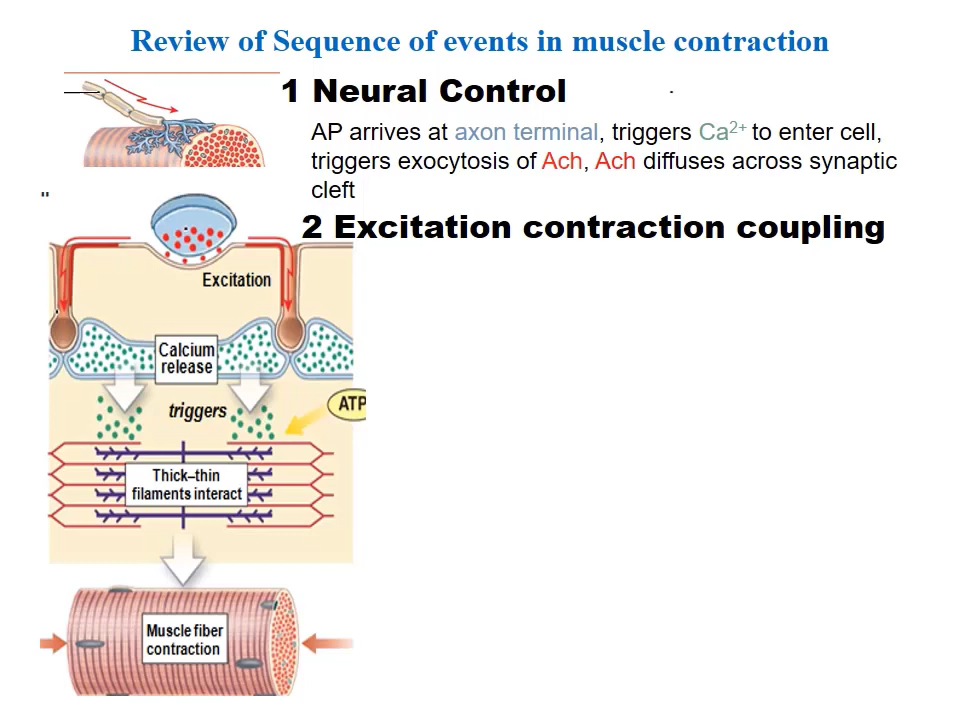 Review of Sequence of events in muscle contraction
1 Neural Control
AP arrives at axon terminal, triggers Ca2+ to enter cell,
triggers exocytosis of Ach, Ach diffuses across synaptic
cleft
"
2 Excitation contraction coupling
Excitation
Calcium
release
triggers
ATP
Thick–thin
filaments interact
Muscle fiber
contraction